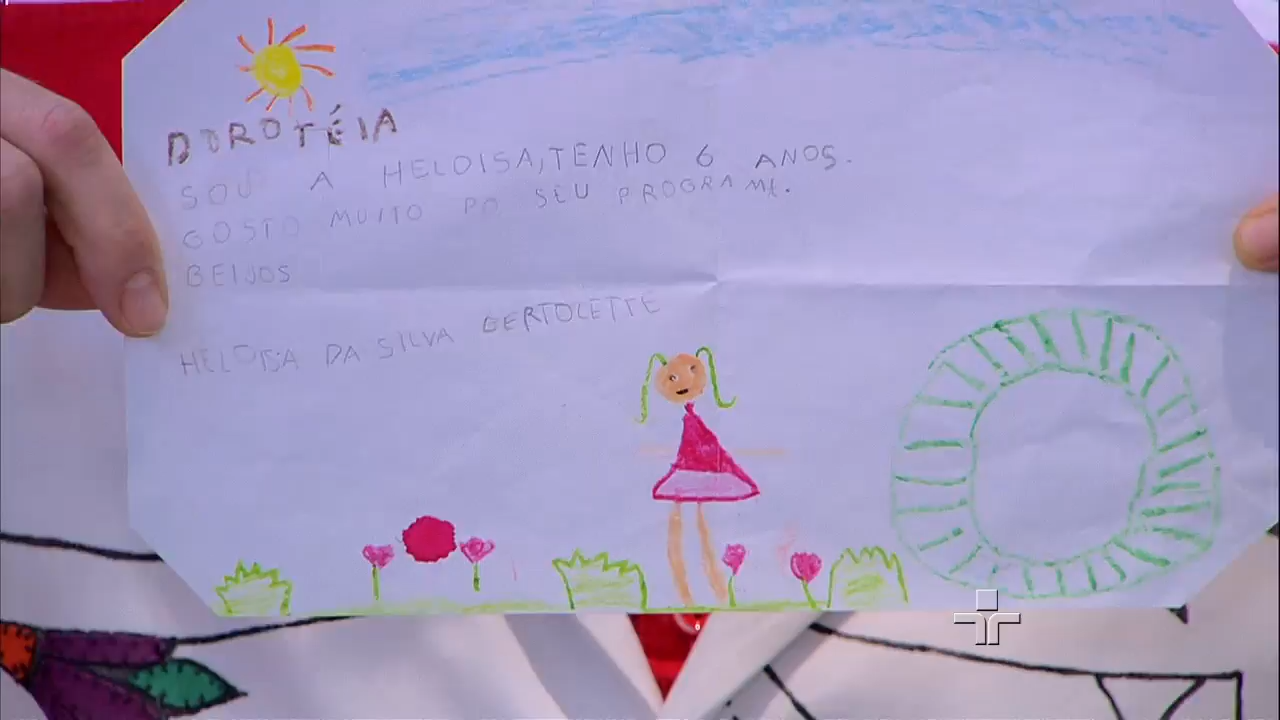 DOROTÉIA
SOU A HELOISA, TENHO 6 ANOS.
GOSTO MUITO DO SEU PROGRAMA.
BEIJOS
HELOISA DA SILVA BERTOLETTE